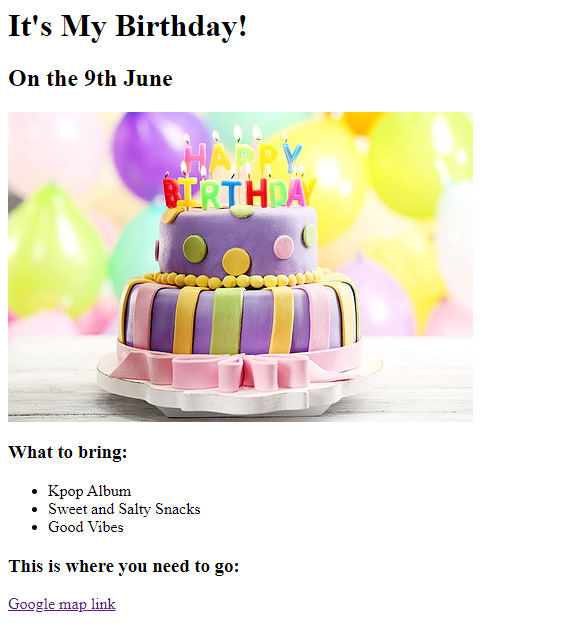 It's My Birthday!
On the 9th June
HAPPY
BIRTHDAY
What to bring:
Kpop Album
Sweet and Salty Snacks
Good Vibes
This is where you need to go:
Google map link